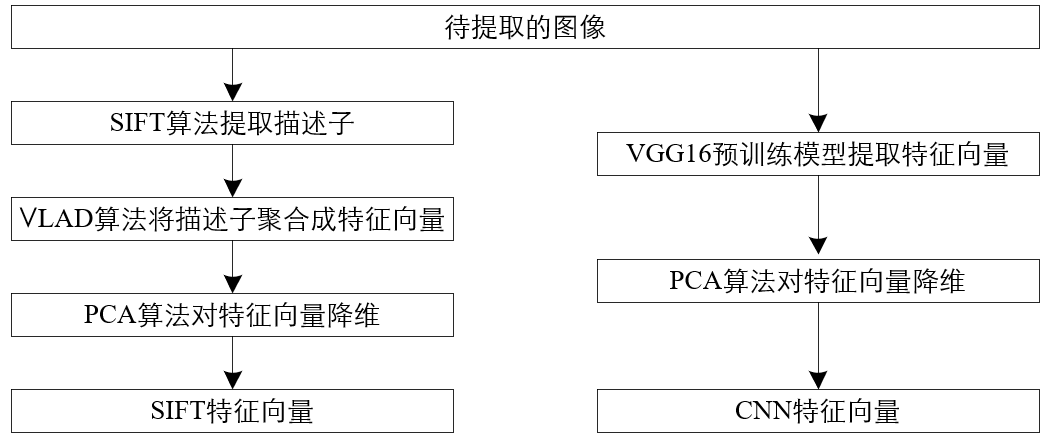 待提取的图像
SIFT算法提取描述子
VLAD算法将描述子聚合成特征向量
PCA算法对特征向量降维
SIFT特征向量
VGG16预训练模型提取特征向量
PCA算法对特征向量降维
CNN特征向量